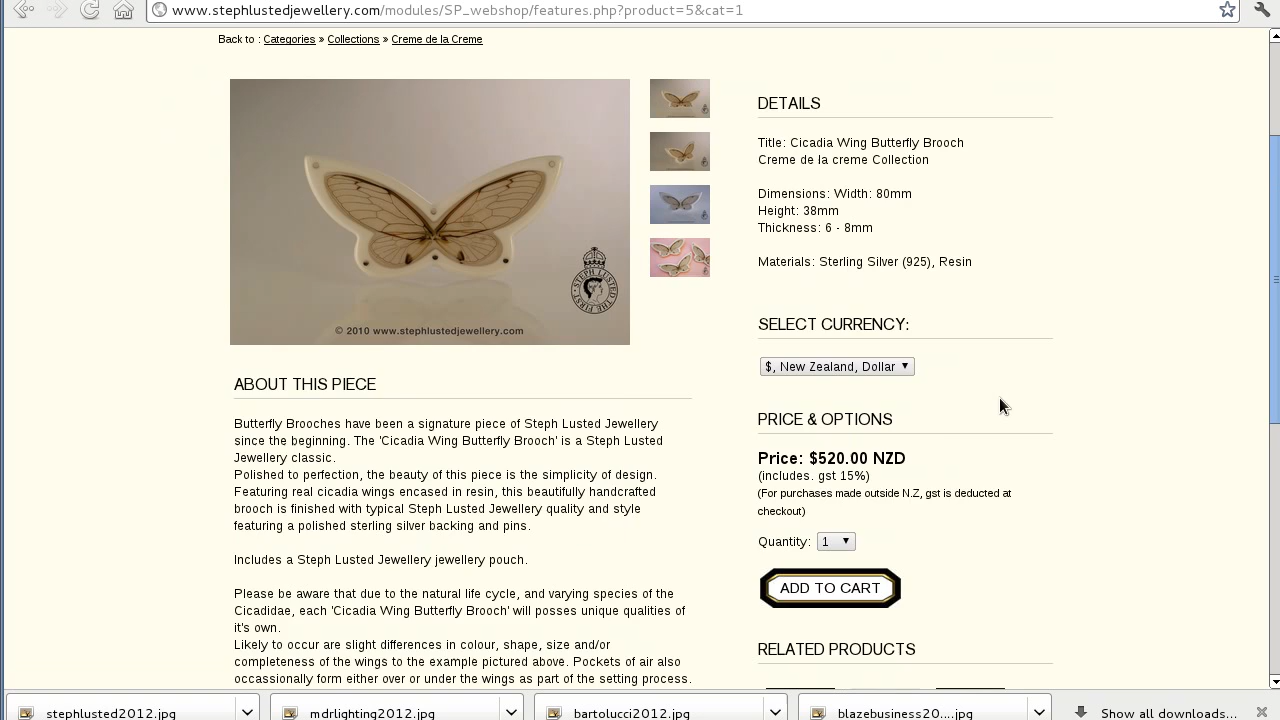 www.stephlustedjewellery.com/modules/SP_webshop/features.php?product=5&cat=1
Back to : Categories » Collections » Creme de la Creme
STEPH LUSTED THE FIRST
© 2010 www.stephlustedjewellery.com
ABOUT THIS PIECE
Butterfly Brooches have been a signature piece of Steph Lusted Jewellery
since the beginning. The 'Cicadia Wing Butterfly Brooch' is a Steph Lusted
Jewellery classic.
Polished to perfection, the beauty of this piece is the simplicity of design.
Featuring real cicadia wings encased in resin, this beautifully handcrafted
brooch is finished with typical Steph Lusted Jewellery quality and style
featuring a polished sterling silver backing and pins.
Includes a Steph Lusted Jewellery jewellery pouch.
Please be aware that due to the natural life cycle, and varying species of the
Cicadidae, each 'Cicadia Wing Butterfly Brooch' will posses unique qualities of
it's own.
Likely to occur are slight differences in colour, shape, size and/or
completeness of the wings to the example pictured above. Pockets of air also
occassionally form either over or under the wings as part of the setting process.
DETAILS
Title: Cicadia Wing Butterfly Brooch
Creme de la creme Collection
Dimensions: Width: 80mm
Height: 38mm
Thickness: 6 - 8mm
Materials: Sterling Silver (925), Resin
SELECT CURRENCY:
$, New Zealand, Dollar
PRICE & OPTIONS
Price: $520.00 NZD
(includes. gst 15%)
(For purchases made outside N.Z, gst is deducted at
checkout)
Quantity: 1
ADD TO CART
RELATED PRODUCTS
stephlusted2012.jpg
mdrlighting2012.jpg
bartolucci2012.jpg
blazebusiness20....jpg
Show all downloads...